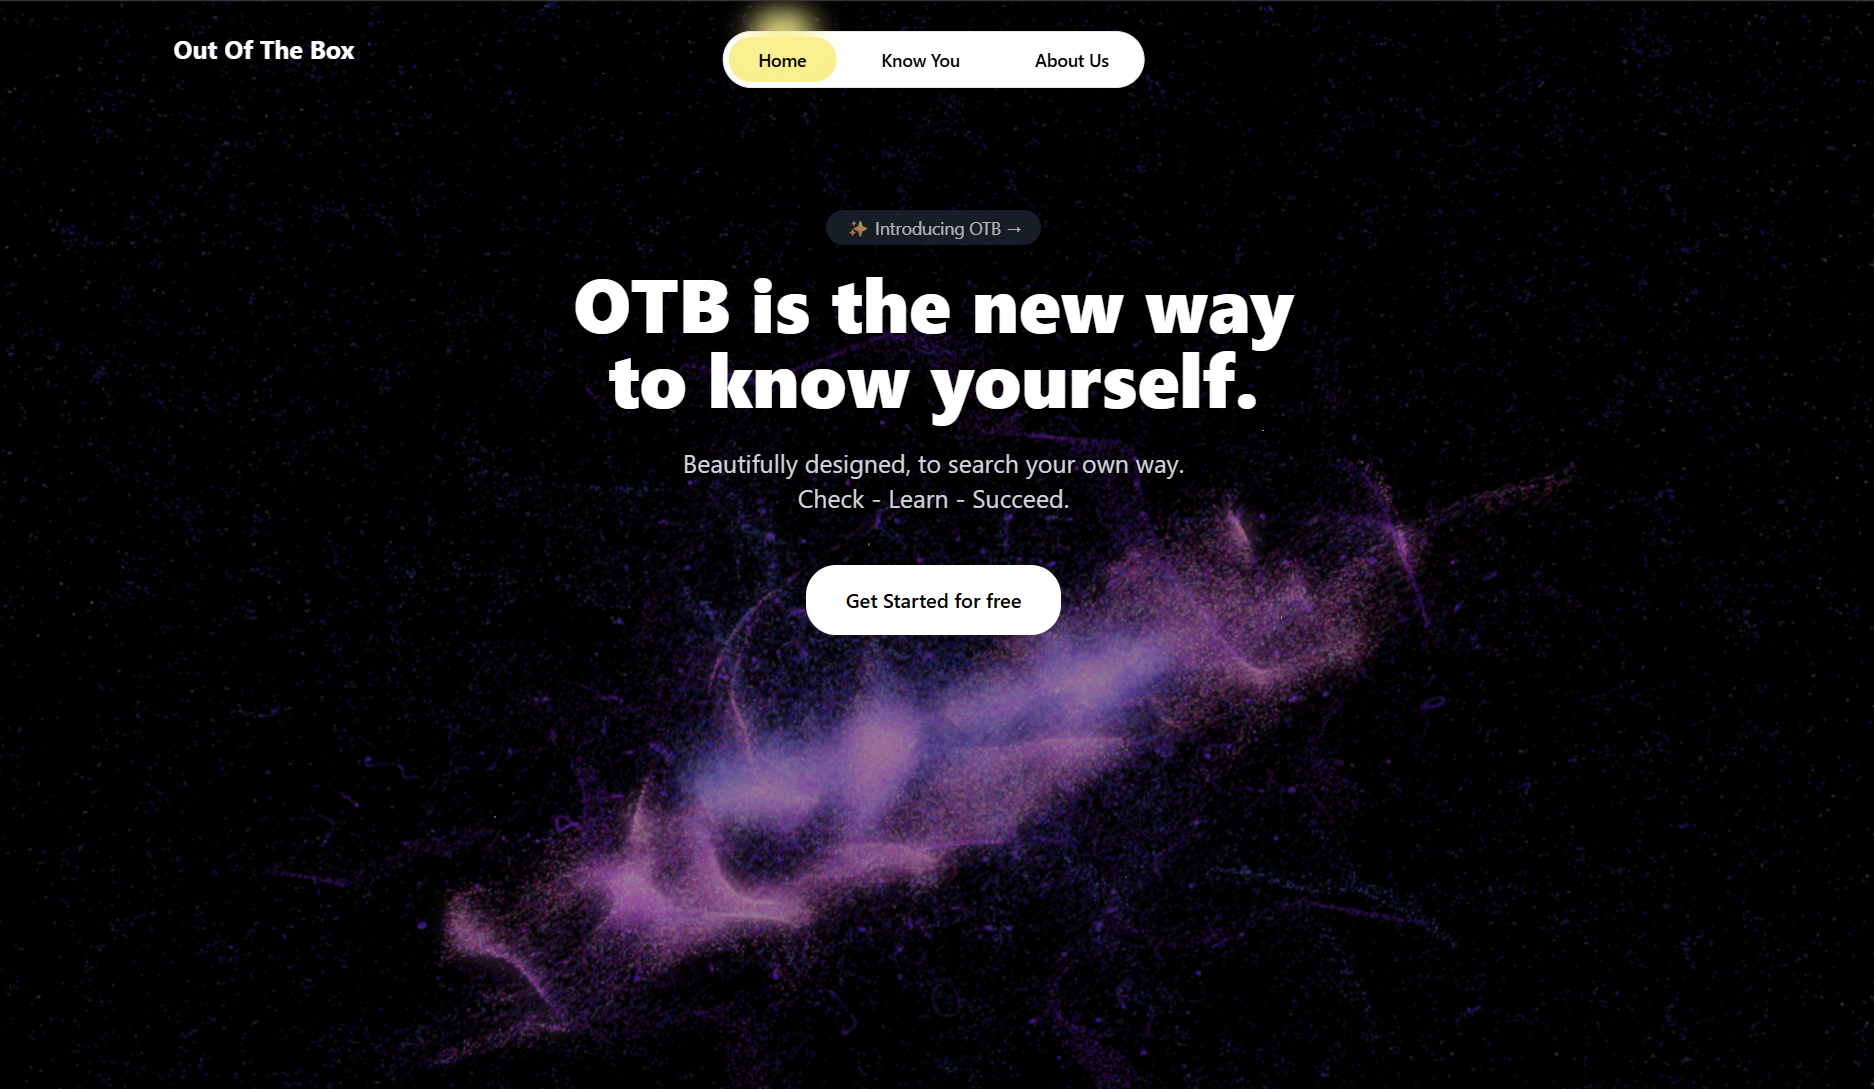 Out Of The Box
Home
Know You
About Us
✨ Introducing OTB →
OTB is the new way
to know yourself.
Beautifully designed, to search your own way.
Check - Learn - Succeed.
Get Started for free